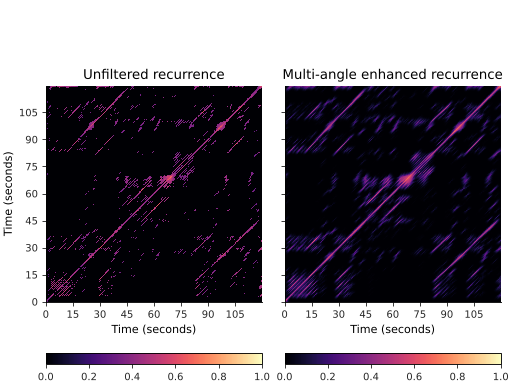 Unfiltered recurrence
Multi-angle enhanced recurrence
Time (seconds)
105
90
75
60
45
30
15
0
0 15 30 45 60 75 90 105
0 15 30 45 60 75 90 105
Time (seconds)
Time (seconds)
0.0 0.2 0.4 0.6 0.8 1.0
0.0 0.2 0.4 0.6 0.8 1.0